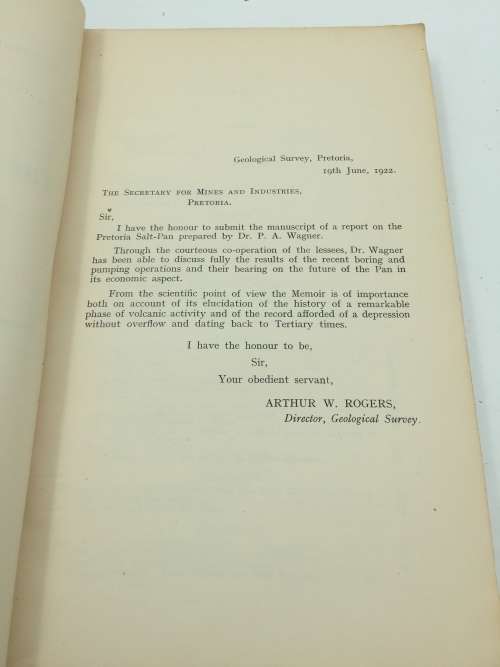 Geological Survey, Pretoria,
19th June, 1922.
The Secretary for Mines and Industries,
Pretoria.
Sir,
I have the honour to submit the manuscript of a report on the
Pretoria Salt-Pan prepared by Dr. P. A. Wagner.
Through the courteous co-operation of the lessees, Dr. Wagner
has been able to discuss fully the results of the recent boring and
pumping operations and their bearing on the future of the Pan in
its economic aspect.
From the scientific point of view the Memoir is of importance
both on account of its elucidation of the history of a remarkable
phase of volcanic activity and of the record afforded of a depression
without overflow and dating back to Tertiary times.
I have the honour to be,
Sir,
Your obedient servant,
ARTHUR W. ROGERS,
Director, Geological Survey.